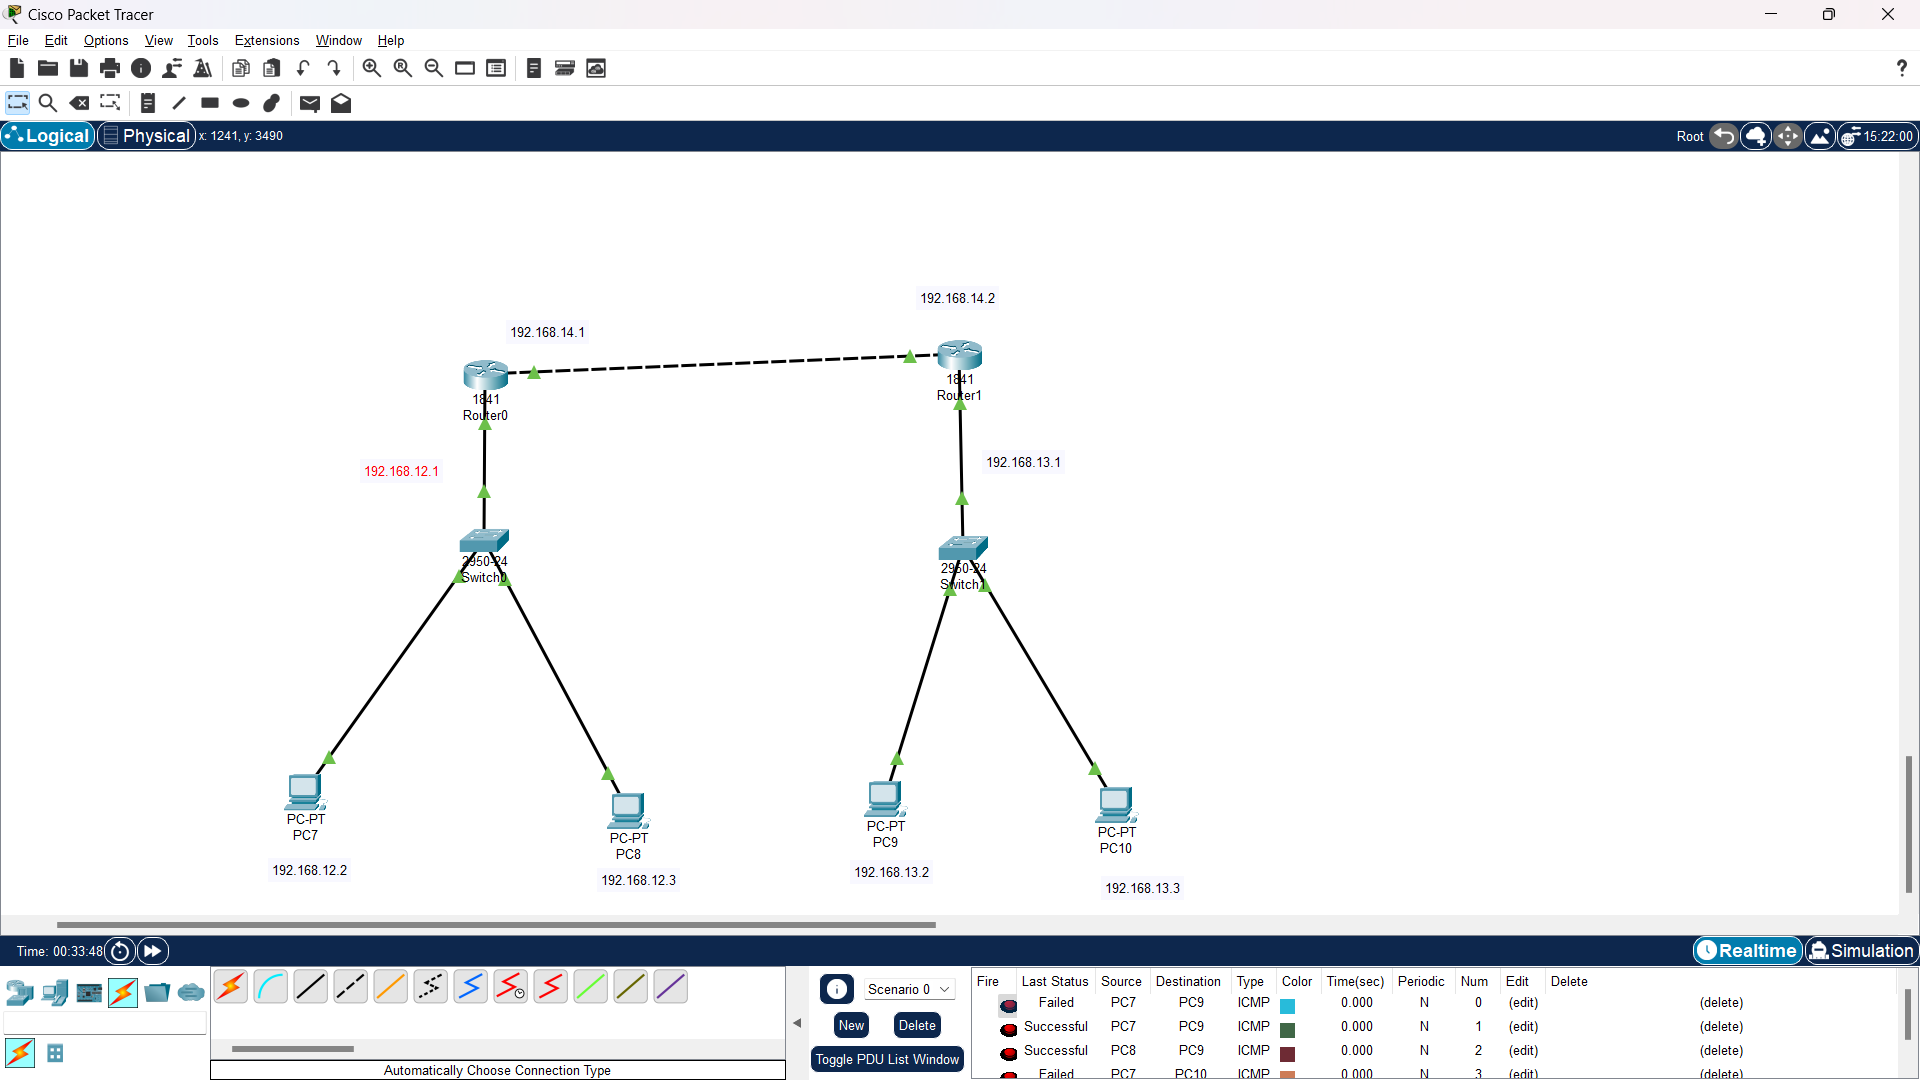 Cisco Packet Tracer
File Edit Options View Tools Extensions Window Help
?
Logical Physical x: 1241, y: 3490 Root 15:22:00
192.168.14.2
192.168.14.1
1841
Router1
1841
Router0
192.168.13.1
192.168.12.1
2950-24
Switch0
2950-24
Switch1
PC-PT
PC7
PC-PT
PC8
PC-PT
PC9
PC-PT
PC10
192.168.12.2
192.168.12.3
192.168.13.2
192.168.13.3
Time: 00:33:48 Realtime Simulation
Scenario 0
New Delete
Toggle PDU List Window
Automatically Choose Connection Type
Fire Last Status Source Destination Type Color Time(sec) Periodic Num Edit Delete
Failed PC7 PC9 ICMP 0.000 N 0 (edit) (delete)
Successful PC7 PC9 ICMP 0.000 N 1 (edit) (delete)
Successful PC8 PC9 ICMP 0.000 N 2 (edit) (delete)
Failed PC7 PC10 ICMP 0.000 N 3 (edit) (delete)